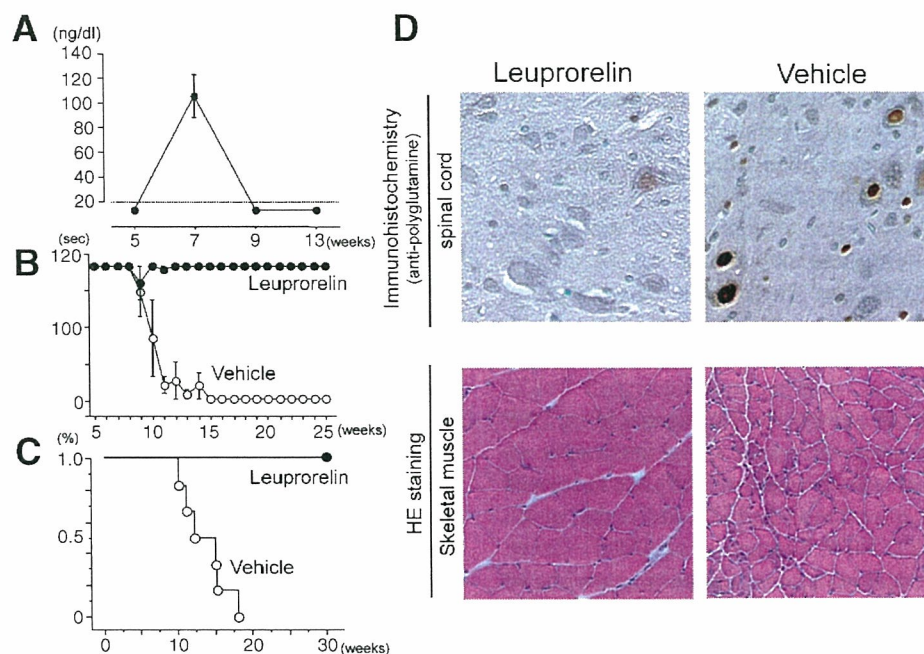 A (ng/dl)
140
120
100
80
60
40
20
5 7 9 13 (weeks)
B (sec)
120
100
0
Leuprorelin
Vehicle
5 10 15 20 25 (weeks)
C (%)
1.0
0.5
0
Leuprorelin
Vehicle
0 10 20 30 (weeks)
D
Leuprorelin Vehicle
Immunohistochemistry
(anti-polyglutamine)
spinal cord
HE staining
Skeletal muscle